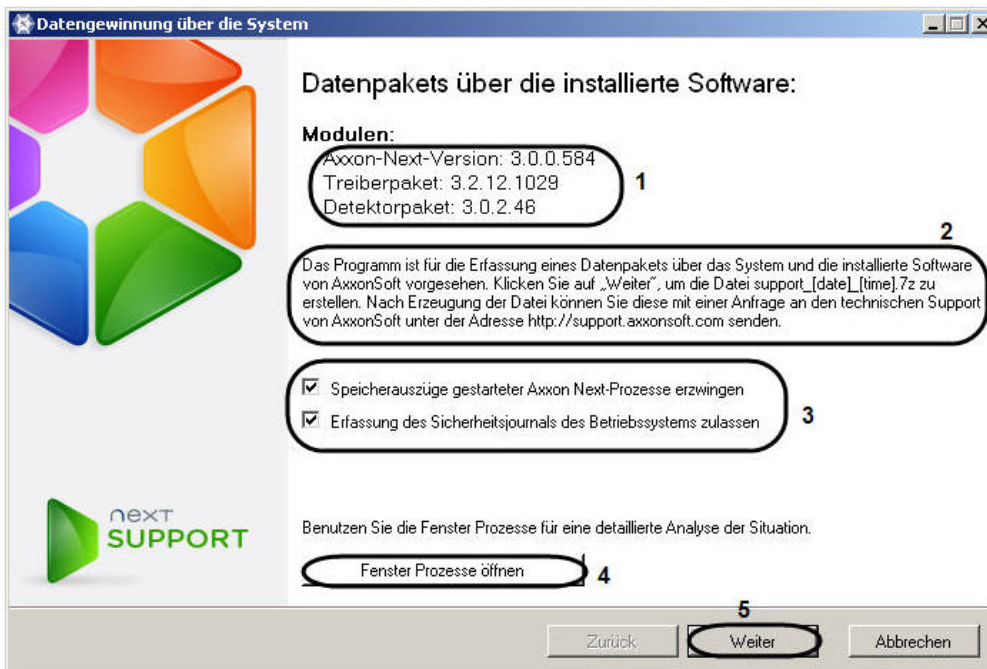 Datengewinnung über die System
Datenpakets über die installierte Software:
Modulen:
Axxon-Next-Version: 3.0.0.584
Treiberpaket: 3.2.12.1029
Detektorpaket: 3.0.2.46
1
2
Das Programm ist für die Erfassung eines Datenpakets über das System und die installierte Software
von AxxonSoft vorgesehen. Klicken Sie auf „Weiter", um die Datei support_[date]_[time].7z zu
erstellen. Nach Erzeugung der Datei können Sie diese mit einer Anfrage an den technischen Support
von AxxonSoft unter der Adresse http://support.axxonsoft.com senden.
Speicherauszüge gestarteter Axxon Next-Prozesse erzwingen
Erfassung des Sicherheitsjournals des Betriebssystems zulassen
3
next
SUPPORT
Benutzen Sie die Fenster Prozesse für eine detaillierte Analyse der Situation.
Fenster Prozesse öffnen
4
5
Zurück
Weiter
Abbrechen